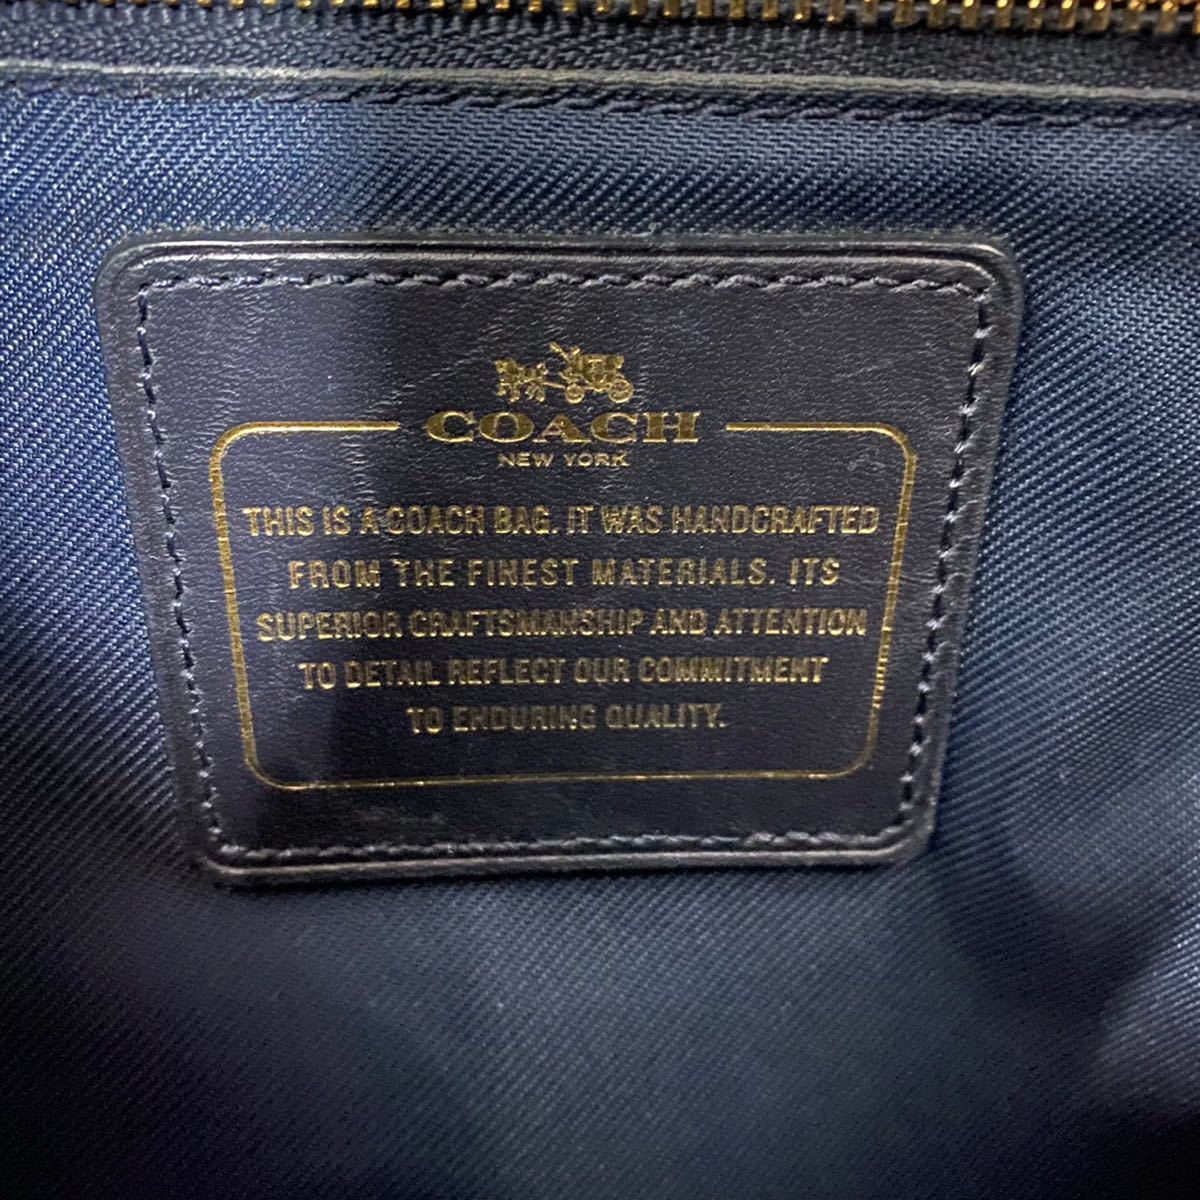 COACH
NEW YORK
THIS IS A COACH BAG. IT WAS HANDCRAFTED
FROM THE FINEST MATERIALS. ITS
SUPERIOR CRAFTSMANSHIP AND ATTENTION
TO DETAIL REFLECT OUR COMMITMENT
TO ENDURING QUALITY.